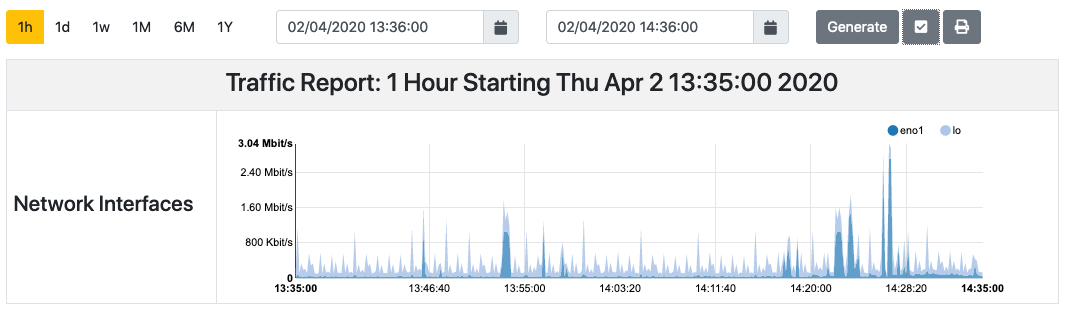 1h 1d 1w 1M 6M 1Y 02/04/2020 13:36:00 02/04/2020 14:36:00 Generate
Traffic Report: 1 Hour Starting Thu Apr 2 13:35:00 2020
eno1 lo
3.04 Mbit/s
2.40 Mbit/s
Network Interfaces
1.60 Mbit/s
800 Kbit/s
0
13:35:00 13:46:40 13:55:00 14:03:20 14:11:40 14:20:00 14:28:20 14:35:00